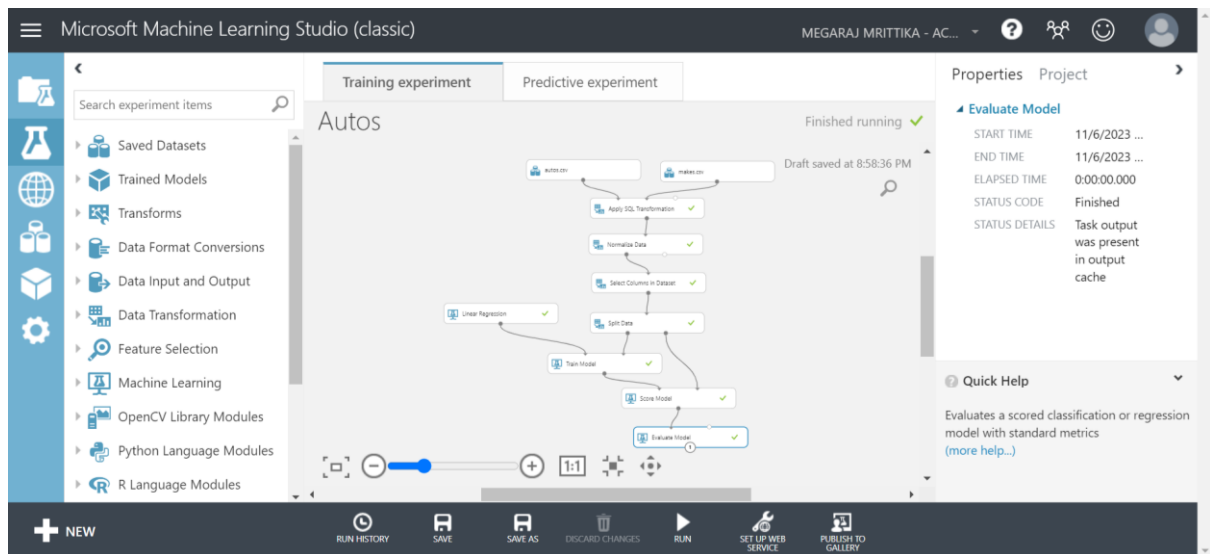 Microsoft Machine Learning Studio (classic)
MEGARAJ MRITTIKA - AC...
Search experiment items
Saved Datasets
Trained Models
Transforms
Data Format Conversions
Data Input and Output
Data Transformation
Feature Selection
Machine Learning
OpenCV Library Modules
Python Language Modules
R Language Modules
Training experiment
Predictive experiment
Autos
Finished running
Draft saved at 8:58:36 PM
autos.csv
makes.csv
Apply SQL Transformation
Normalize Data
Select Columns in Dataset
Linear Regression
Split Data
Train Model
Score Model
Evaluate Model
1
1:1
Properties Project
Evaluate Model
START TIME 11/6/2023 ...
END TIME 11/6/2023 ...
ELAPSED TIME 0:00:00.000
STATUS CODE Finished
STATUS DETAILS Task output
was present
in output
cache
Quick Help
Evaluates a scored classification or regression
model with standard metrics
(more help...)
NEW
RUN HISTORY
SAVE
SAVE AS
DISCARD CHANGES
RUN
SET UP WEB
SERVICE
PUBLISH TO
GALLERY